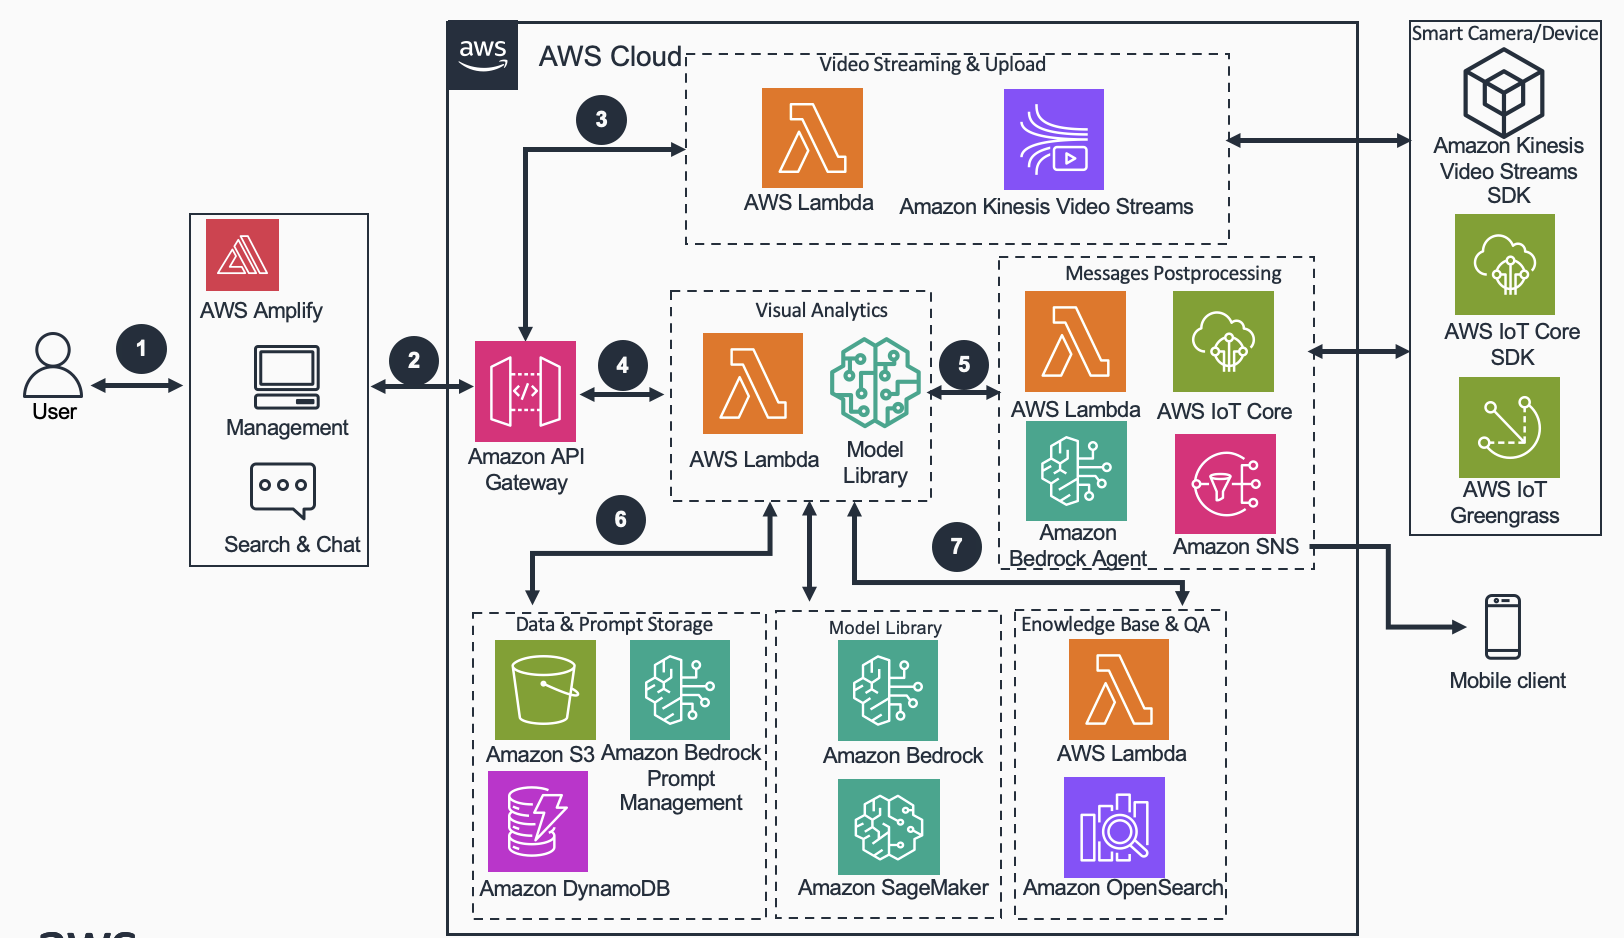 aws
AWS Cloud
Video Streaming & Upload
3
AWS Lambda
Amazon Kinesis Video Streams
Smart Camera/Device
Amazon Kinesis
Video Streams
SDK
AWS IoT Core
SDK
AWS IoT
Greengrass
AWS Amplify
Management
Search & Chat
User
1
2
Amazon API
Gateway
4
Visual Analytics
AWS Lambda
Model
Library
5
Messages Postprocessing
AWS Lambda
AWS IoT Core
Amazon
Bedrock Agent
Amazon SNS
6
7
Mobile client
Data & Prompt Storage
Amazon S3
Amazon Bedrock
Prompt
Management
Amazon DynamoDB
Model Library
Amazon Bedrock
Amazon SageMaker
Enowledge Base & QA
AWS Lambda
Amazon OpenSearch
aws